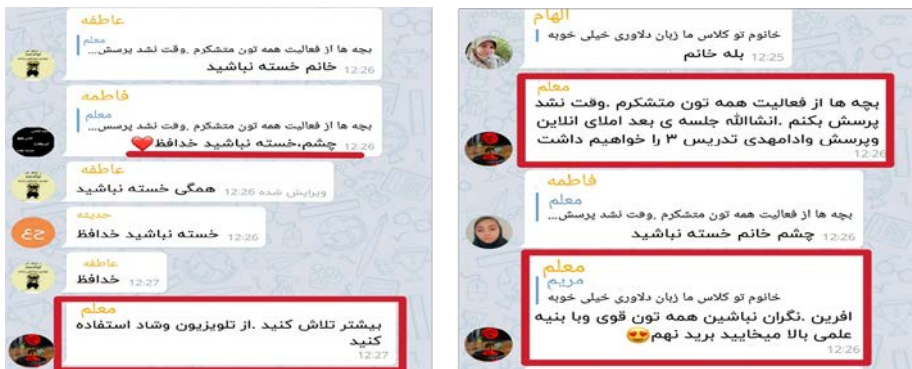 عاطفه
معلم
بچه ها از فعالیت همه تون متشکرم .وقت نشد پرسش...
خانم خسته نباشید 12:26
فاطمه
معلم
بچه ها از فعالیت همه تون متشکرم .وقت نشد پرسش...
چشم،خسته نباشید خدافظ❤️ 12:26
عاطفه
همگی خسته نباشید ویرایش شده 12:26
حدیثه
خسته نباشید خدافظ 12:26
حع
عاطفه
خدافظ 12:27
معلم
بیشتر تلاش کنید .از تلویزیون وشاد استفاده
کنید
12:27
الهام
خانوم تو کلاس ما زبان دلاوری خیلی خوبه
بله خانم 12:25
معلم
بچه ها از فعالیت همه تون متشکرم .وقت نشد
پرسش بکنم .انشاالله جلسه ی بعد املای انلاین
وپرسش وادامهدی تدریس ۳ را خواهیم داشت
12:26
فاطمه
معلم
بچه ها از فعالیت همه تون متشکرم .وقت نشد پرسش...
چشم خانم خسته نباشید 12:26
معلم
مریم
خانوم تو کلاس ما زبان دلاوری خیلی خوبه
افرین .نگران نباشین همه تون قوی وبا بنیه
علمی بالا میخایید برید نهم😍
12:26